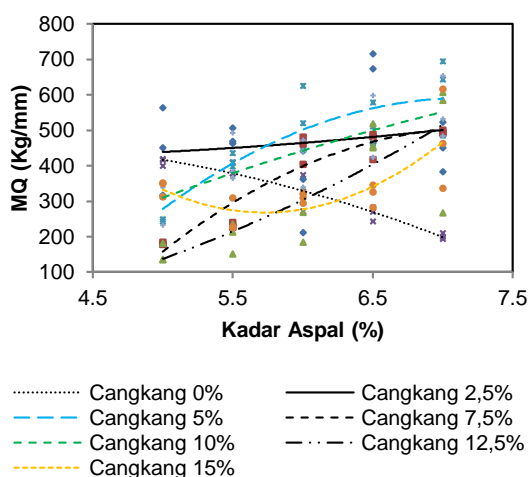 800
700
600
500
400
300
200
100
MQ (Kg/mm)
4.5 5.5 6.5 7.5
Kadar Aspal (%)
Cangkang 0% Cangkang 2,5%
Cangkang 5% Cangkang 7,5%
Cangkang 10% Cangkang 12,5%
Cangkang 15%